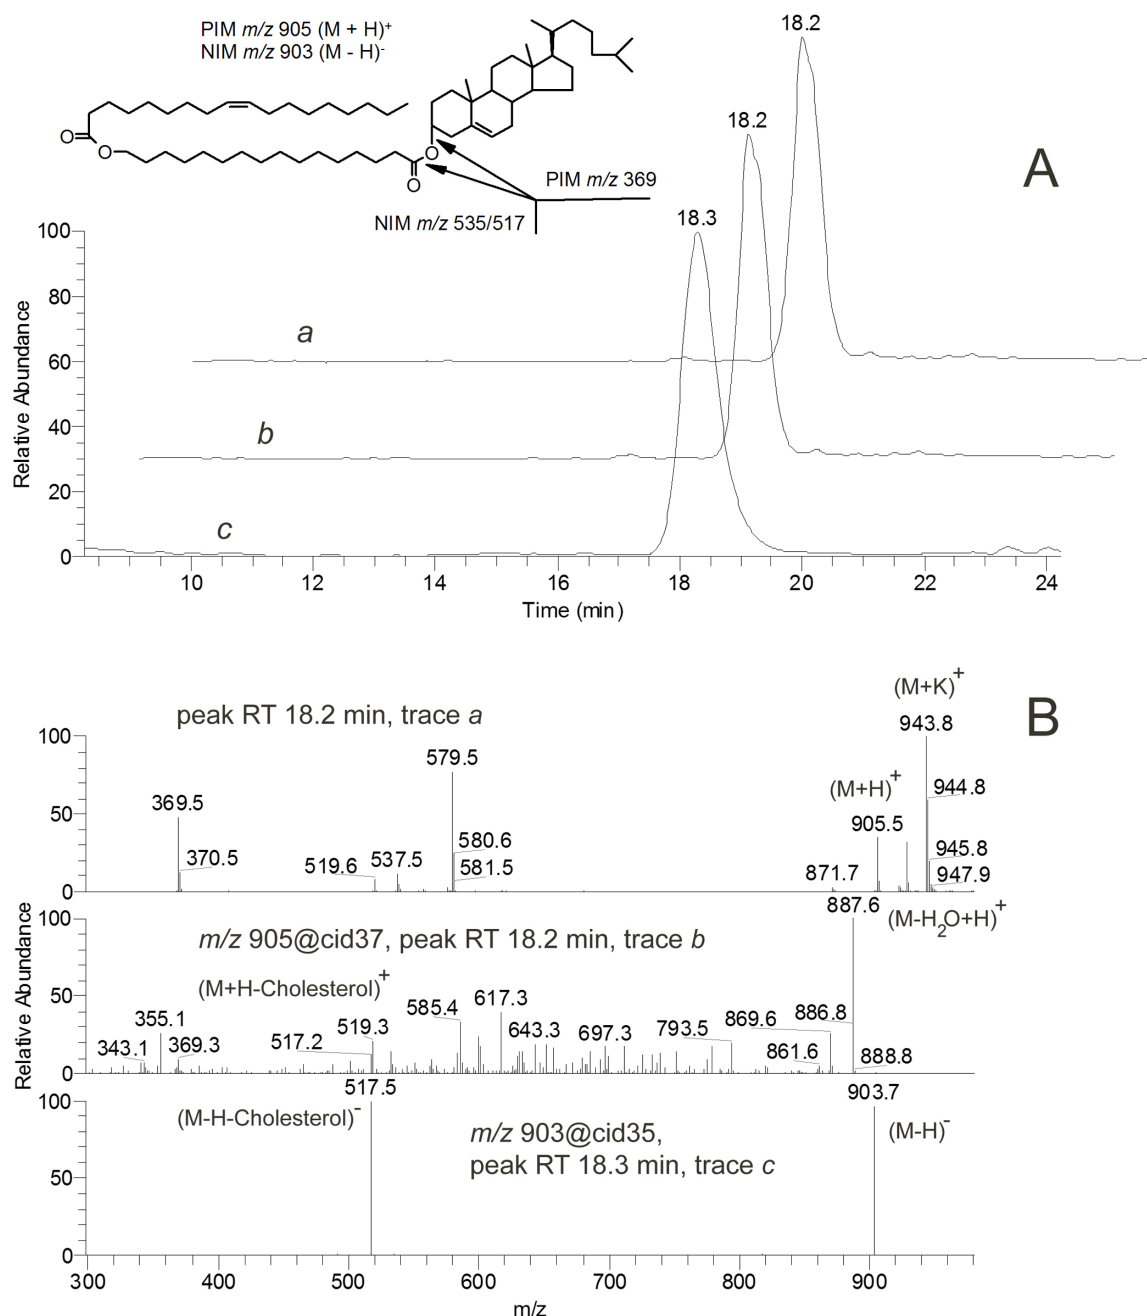 PIM m/z 905 (M + H)+
NIM m/z 903 (M - H)-
O
O
O
O
PIM m/z 369
NIM m/z 535/517
A
18.2
18.2
18.3
100
80
60
40
20
0
Relative Abundance
a
b
c
10 12 14 16 18 20 22 24
Time (min)
B
peak RT 18.2 min, trace a
(M+K)+
943.8
944.8
945.8
947.9
(M+H)+
905.5
871.7
579.5
580.6
581.5
537.5
519.6
369.5
370.5
100
50
0
m/z 905@cid37, peak RT 18.2 min, trace b
887.6
(M-H2O+H)+
(M+H-Cholesterol)+
355.1
343.1
369.3
517.2
519.3
585.4
617.3
643.3
697.3
793.5
869.6
861.6
886.8
888.8
100
50
0
Relative Abundance
517.5
(M-H-Cholesterol)-
m/z 903@cid35,
peak RT 18.3 min, trace c
903.7
(M-H)-
100
50
0
300 400 500 600 700 800 900
m/z